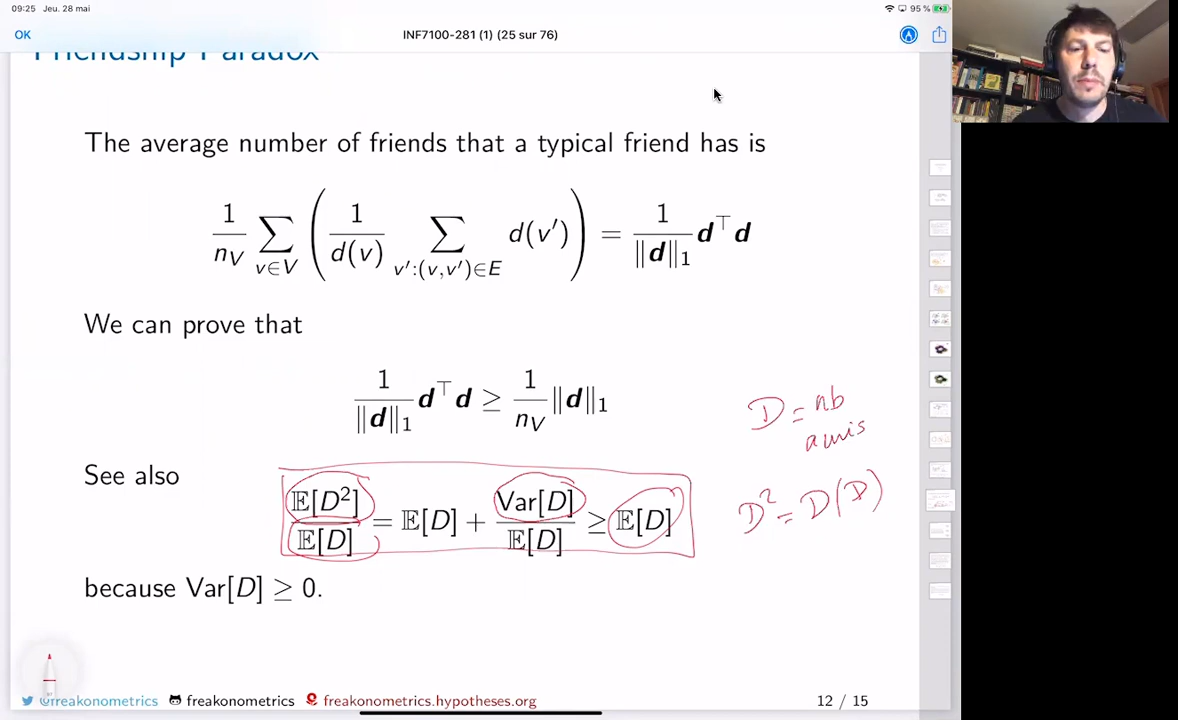 09:25 Jeu. 28 mai
95 %
OK
INF7100-281 (1) (25 sur 76)
Friendship Paradox
The average number of friends that a typical friend has is
1/n_V ∑_{v∈V} ( 1/d(v) ∑_{v′:(v,v′)∈E} d(v′) ) = 1/‖d‖₁ d^⊤d
We can prove that
1/‖d‖₁ d^⊤d ≥ 1/n_V ‖d‖₁
D = nb
amis
See also
𝔼[D²]/𝔼[D] = 𝔼[D] + Var[D]/𝔼[D] ≥ 𝔼[D]
D² = D(D)
because Var[D] ≥ 0.
@freakonometrics freakonometrics freakonometrics.hypotheses.org 12 / 15